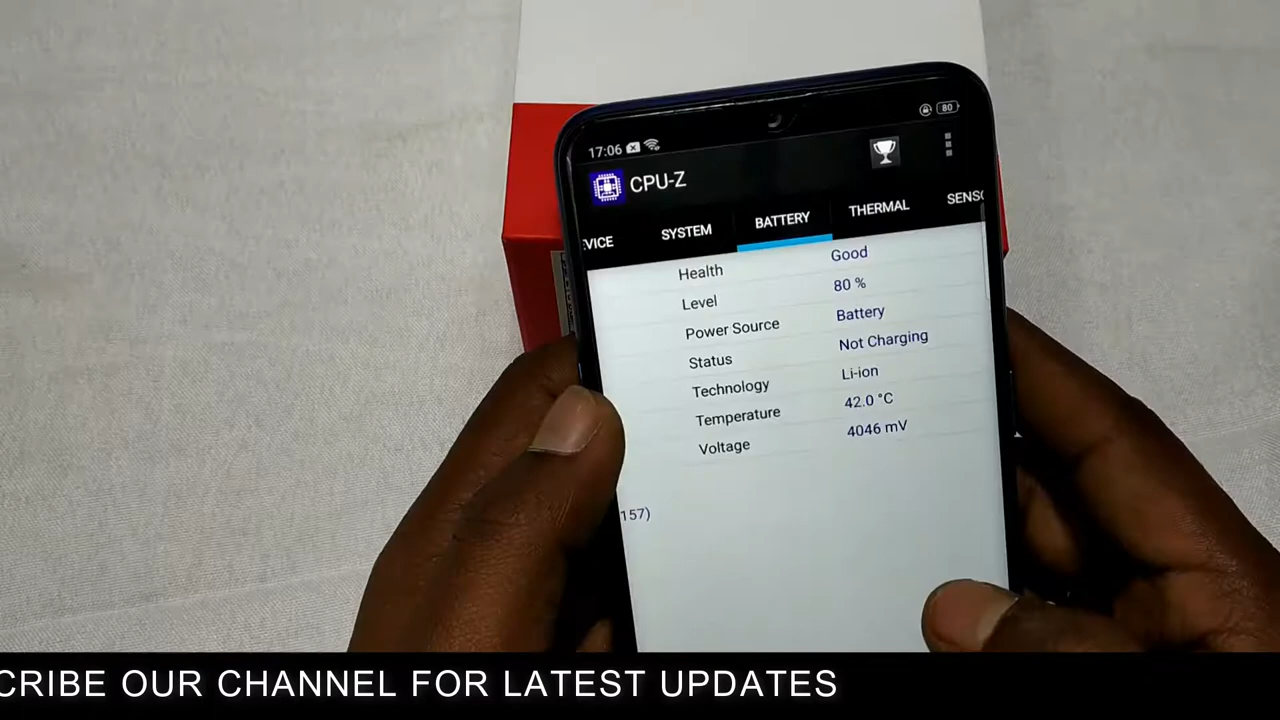 17:06 80
CPU-Z
EVICE SYSTEM BATTERY THERMAL SENSO
Health Good
Level 80 %
Power Source Battery
Status Not Charging
Technology Li-ion
Temperature 42.0 °C
Voltage 4046 mV
157)
CRIBE OUR CHANNEL FOR LATEST UPDATES